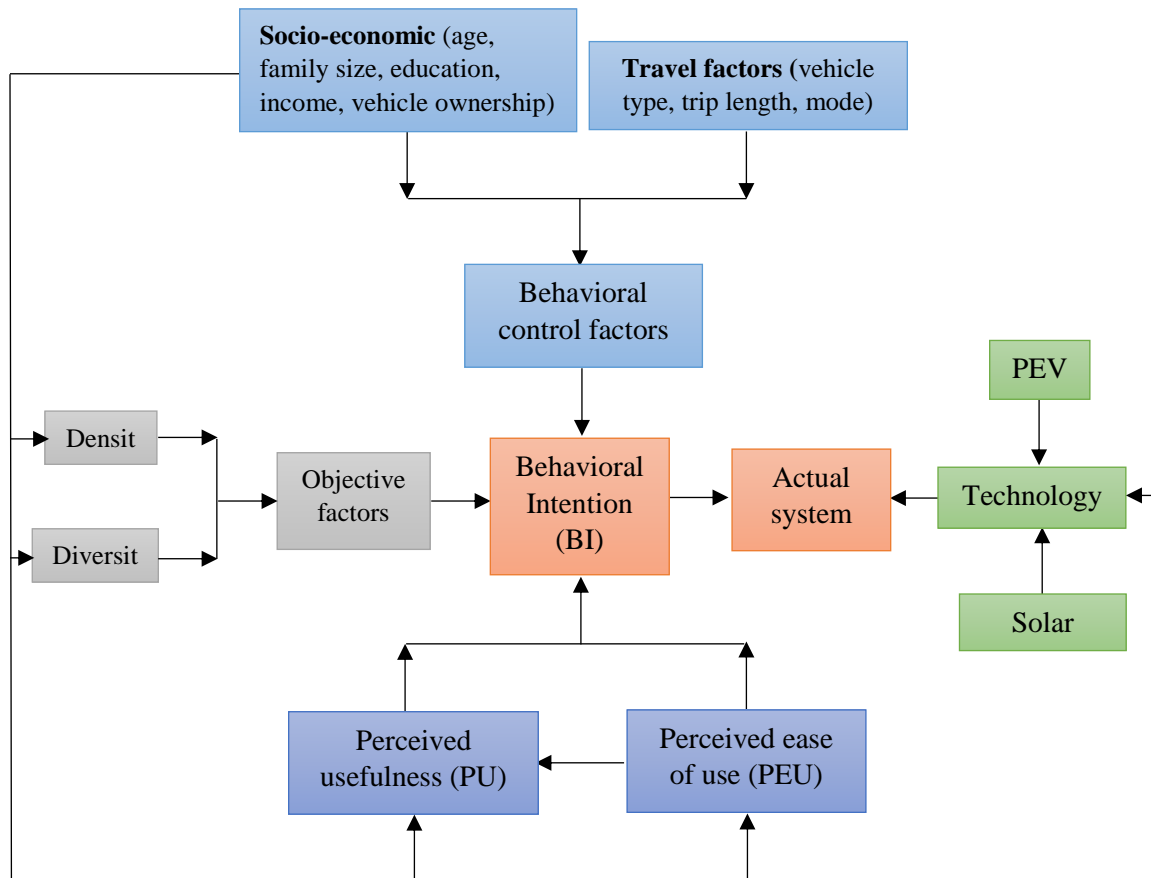 Socio-economic (age,
family size, education,
income, vehicle ownership)
Travel factors (vehicle
type, trip length, mode)
Behavioral
control factors
PEV
Densit
Objective
factors
Behavioral
Intention
(BI)
Actual
system
Technology
Diversit
Solar
Perceived
usefulness (PU)
Perceived ease
of use (PEU)